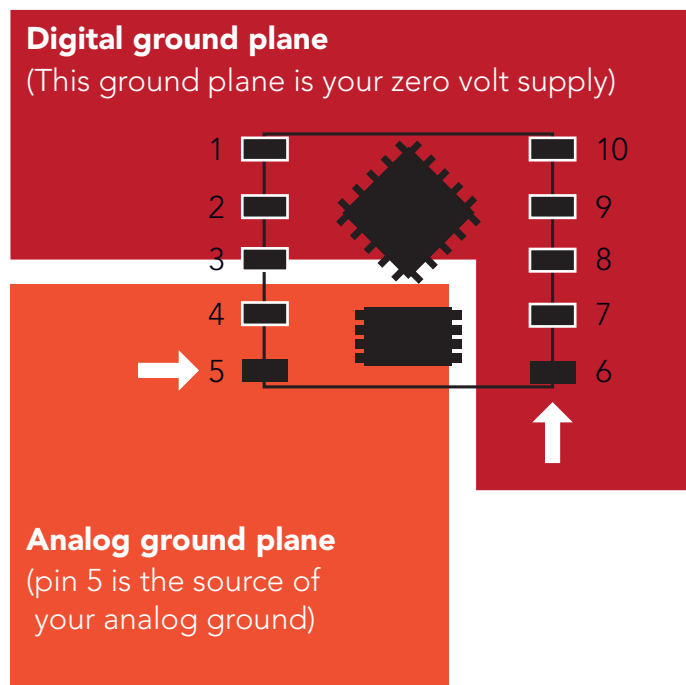 Digital ground plane
(This ground plane is your zero volt supply)
1
10
2
9
3
8
4
7
5
6
Analog ground plane
(pin 5 is the source of
your analog ground)